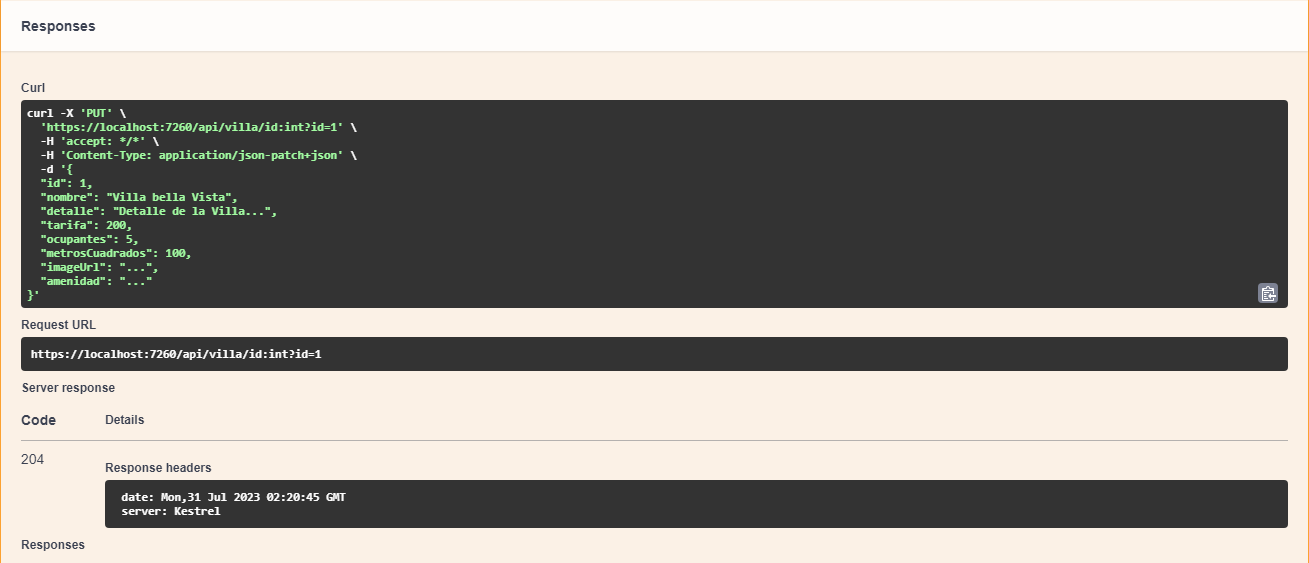 Responses
Curl
curl -X 'PUT' \
  'https://localhost:7260/api/villa/id:int?id=1' \
  -H 'accept: */*' \
  -H 'Content-Type: application/json-patch+json' \
  -d '{
  "id": 1,
  "nombre": "Villa bella Vista",
  "detalle": "Detalle de la Villa...",
  "tarifa": 200,
  "ocupantes": 5,
  "metrosCuadrados": 100,
  "imageUrl": "...",
  "amenidad": "..."
}'
Request URL
https://localhost:7260/api/villa/id:int?id=1
Server response
Code Details
204
Response headers
date: Mon,31 Jul 2023 02:20:45 GMT
server: Kestrel
Responses